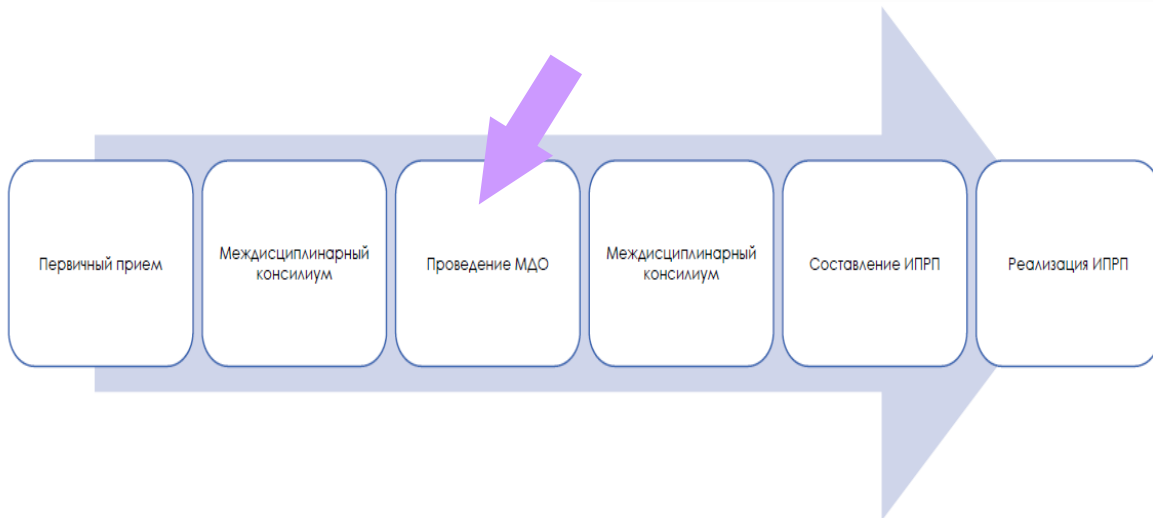 Первичный прием
Междисциплинарный
консилиум
Проведение МДО
Междисциплинарный
консилиум
Составление ИПРП
Реализация ИПРП